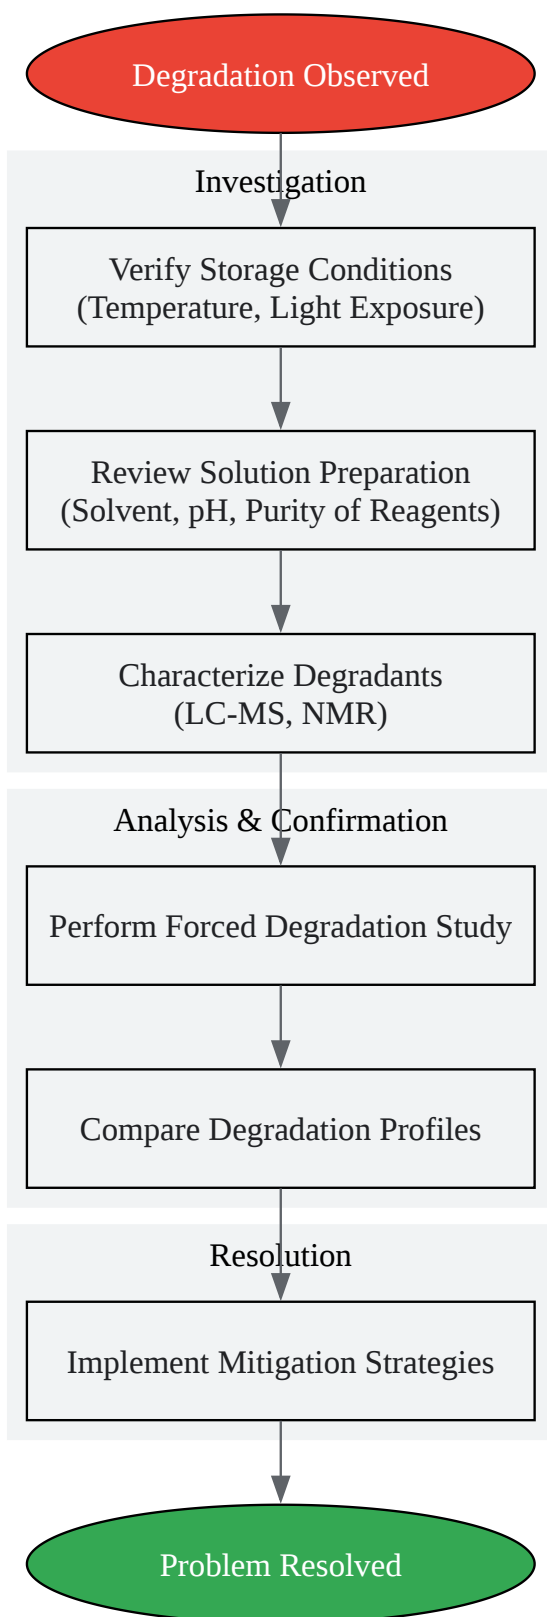 Degradation Observed
Investigation
Verify Storage Conditions
(Temperature, Light Exposure)
Review Solution Preparation
(Solvent, pH, Purity of Reagents)
Characterize Degradants
(LC-MS, NMR)
Analysis & Confirmation
Perform Forced Degradation Study
Compare Degradation Profiles
Resolution
Implement Mitigation Strategies
Problem Resolved